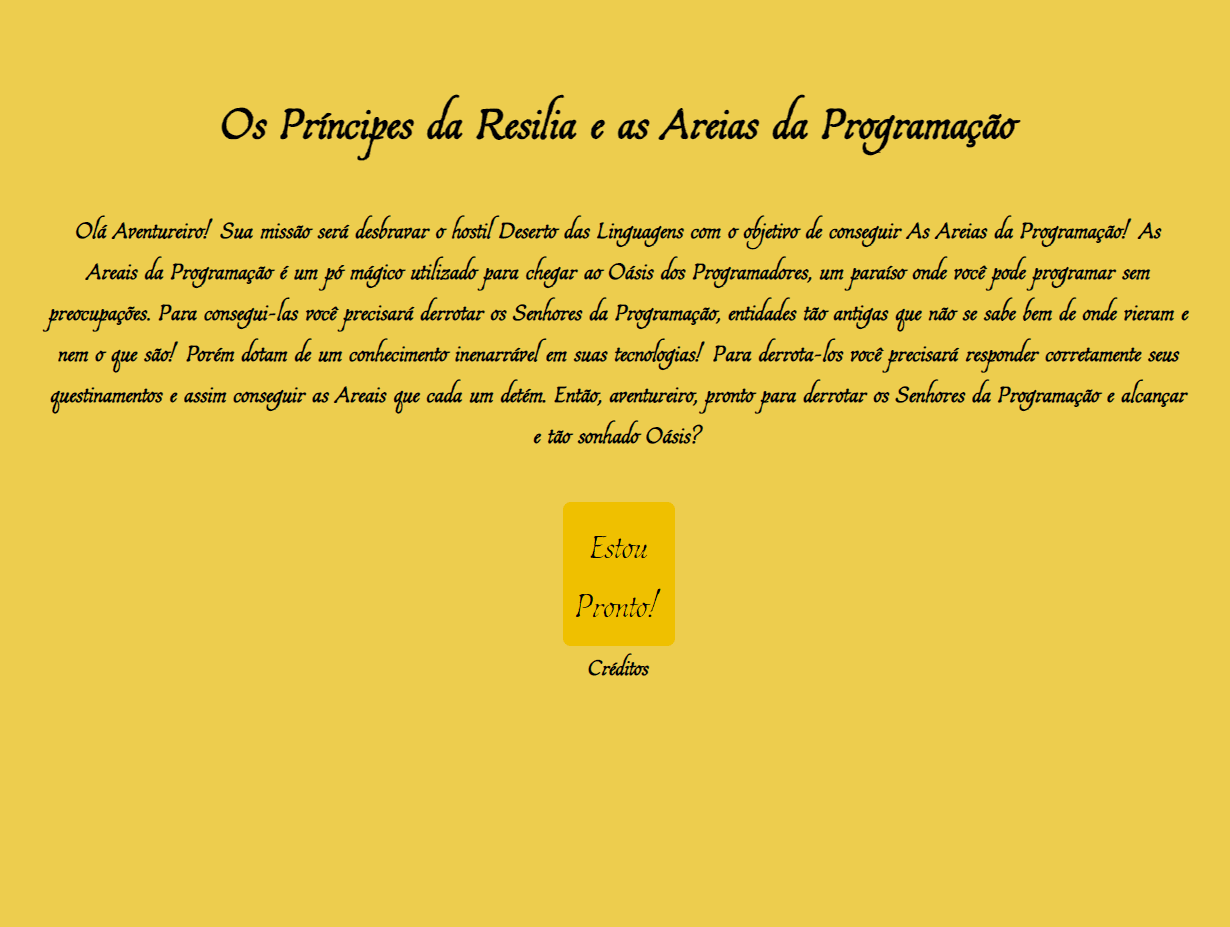 Os Príncipes da Resilia e as Areias da Programação
Olá Aventureiro! Sua missão será desbravar o hostil Deserto das Linguagens com o objetivo de conseguir As Areias da Programação! As
Areais da Programação é um pó mágico utilizado para chegar ao Oásis dos Programadores, um paraíso onde você pode programar sem
preocupações. Para consegui-las você precisará derrotar os Senhores da Programação, entidades tão antigas que não se sabe bem de onde vieram e
nem o que são! Porém dotam de um conhecimento inenarrável em suas tecnologias! Para derrota-los você precisará responder corretamente seus
questinamentos e assim conseguir as Areais que cada um detém. Então, aventureiro, pronto para derrotar os Senhores da Programação e alcançar
e tão sonhado Oásis?
Estou
Pronto!
Créditos